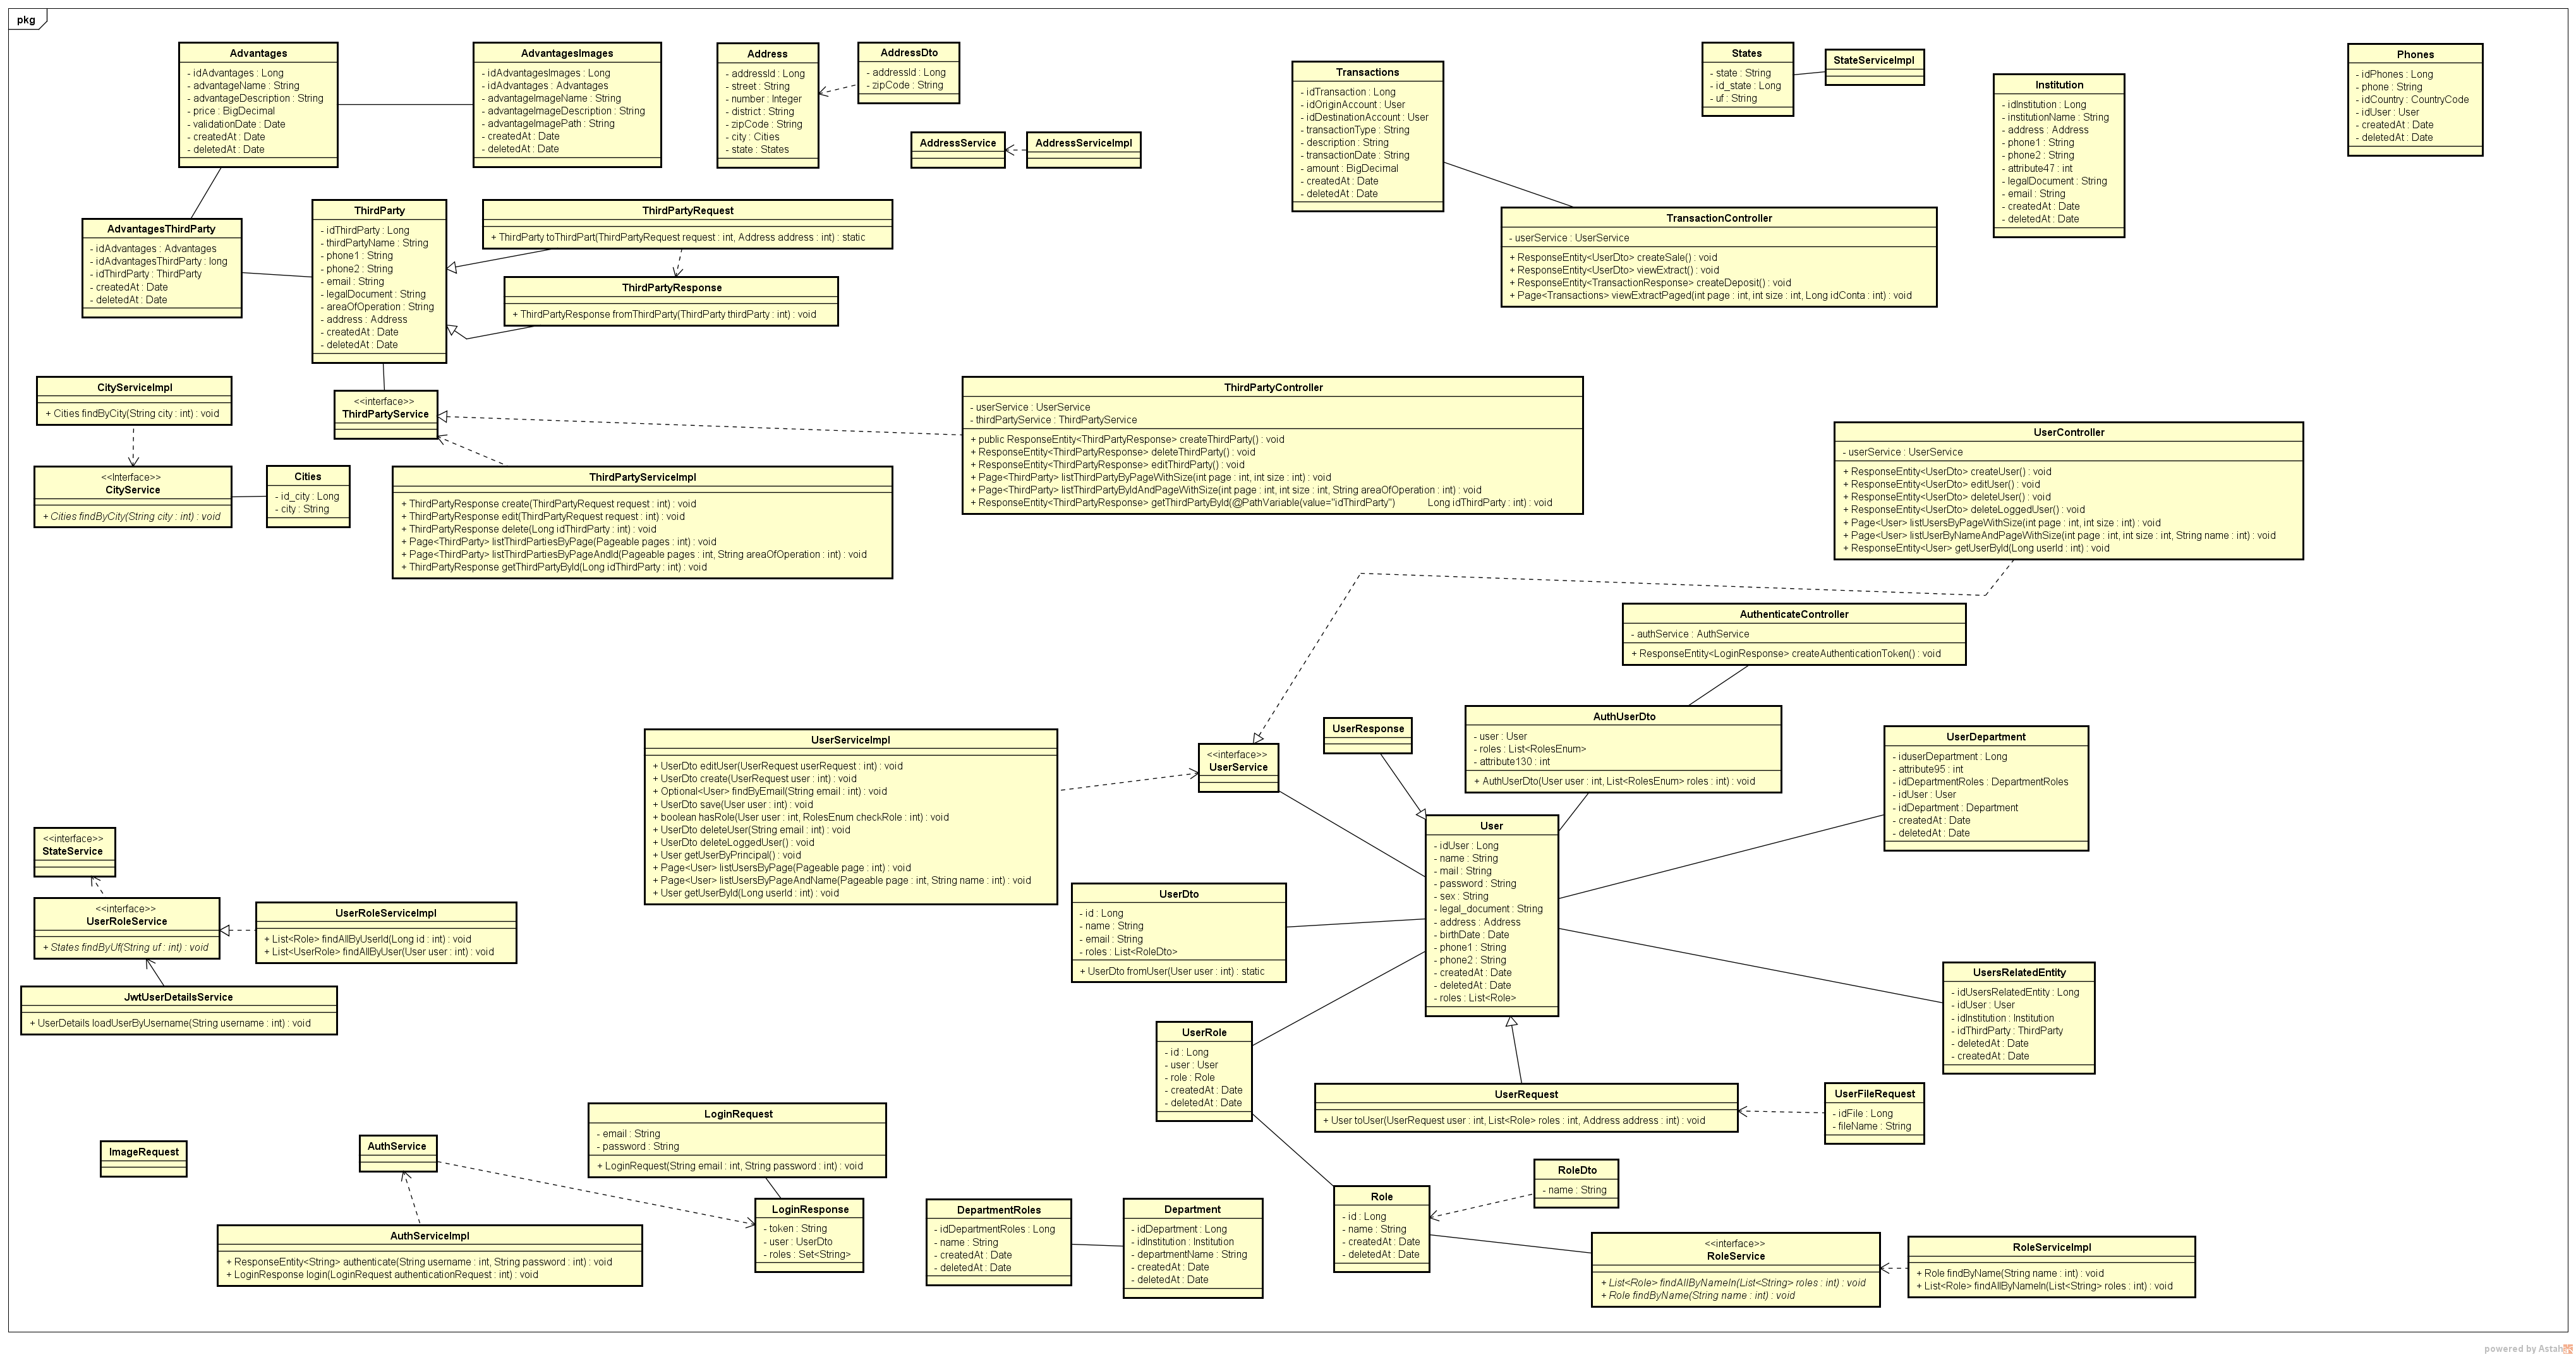 pkg
Advantages
- idAdvantages : Long
- advantageName : String
- advantageDescription : String
- price : BigDecimal
- validationDate : Date
- createdAt : Date
- deletedAt : Date
AdvantagesImages
- idAdvantagesImages : Long
- idAdvantages : Advantages
- advantageImageName : String
- advantageImageDescription : String
- advantageImagePath : String
- createdAt : Date
- deletedAt : Date
Address
- addressId : Long
- street : String
- number : Integer
- district : String
- zipCode : String
- city : Cities
- state : States
AddressDto
- addressId : Long
- zipCode : String
AddressService
AddressServiceImpl
Transactions
- idTransaction : Long
- idOriginAccount : User
- idDestinationAccount : User
- transactionType : String
- description : String
- transactionDate : String
- amount : BigDecimal
- createdAt : Date
- deletedAt : Date
States
- state : String
- id_state : Long
- uf : String
StateServiceImpl
Institution
- idInstitution : Long
- institutionName : String
- address : Address
- phone1 : String
- phone2 : String
- attribute47 : int
- legalDocument : String
- email : String
- createdAt : Date
- deletedAt : Date
Phones
- idPhones : Long
- phone : String
- idCountry : CountryCode
- idUser : User
- createdAt : Date
- deletedAt : Date
AdvantagesThirdParty
- idAdvantages : Advantages
- idAdvantagesThirdParty : long
- idThirdParty : ThirdParty
- createdAt : Date
- deletedAt : Date
ThirdParty
- idThirdParty : Long
- thirdPartyName : String
- phone1 : String
- phone2 : String
- email : String
- legalDocument : String
- areaOfOperation : String
- address : Address
- createdAt : Date
- deletedAt : Date
ThirdPartyRequest
+ ThirdParty toThirdPart(ThirdPartyRequest request : int, Address address : int) : static
ThirdPartyResponse
+ ThirdPartyResponse fromThirdParty(ThirdParty thirdParty : int) : void
TransactionController
- userService : UserService
+ ResponseEntity<UserDto> createSale() : void
+ ResponseEntity<UserDto> viewExtract() : void
+ ResponseEntity<TransactionResponse> createDeposit() : void
+ Page<Transactions> viewExtractPaged(int page : int, int size : int, Long idConta : int) : void
CityServiceImpl
+ Cities findByCity(String city : int) : void
<<interface>>
ThirdPartyService
ThirdPartyController
- userService : UserService
- thirdPartyService : ThirdPartyService
+ public ResponseEntity<ThirdPartyResponse> createThirdParty() : void
+ ResponseEntity<ThirdPartyResponse> deleteThirdParty() : void
+ ResponseEntity<ThirdPartyResponse> editThirdParty() : void
+ Page<ThirdParty> listThirdPartyByPageWithSize(int page : int, int size : int) : void
+ Page<ThirdParty> listThirdPartyByIdAndPageWithSize(int page : int, int size : int, String areaOfOperation : int) : void
+ ResponseEntity<ThirdPartyResponse> getThirdPartyById(@PathVariable(value="idThirdParty") Long idThirdParty : int) : void
UserController
- userService : UserService
+ ResponseEntity<UserDto> createUser() : void
+ ResponseEntity<UserDto> editUser() : void
+ ResponseEntity<UserDto> deleteUser() : void
+ ResponseEntity<UserDto> deleteLoggedUser() : void
+ Page<User> listUsersByPageWithSize(int page : int, int size : int) : void
+ Page<User> listUserByNameAndPageWithSize(int page : int, int size : int, String name : int) : void
+ ResponseEntity<User> getUserById(Long userId : int) : void
<<Interface>>
CityService
+ Cities findByCity(String city : int) : void
Cities
- id_city : Long
- city : String
ThirdPartyServiceImpl
+ ThirdPartyResponse create(ThirdPartyRequest request : int) : void
+ ThirdPartyResponse edit(ThirdPartyRequest request : int) : void
+ ThirdPartyResponse delete(Long idThirdParty : int) : void
+ Page<ThirdParty> listThirdPartiesByPage(Pageable pages : int) : void
+ Page<ThirdParty> listThirdPartiesByPageAndId(Pageable pages : int, String areaOfOperation : int) : void
+ ThirdPartyResponse getThirdPartyById(Long idThirdParty : int) : void
AuthenticateController
- authService : AuthService
+ ResponseEntity<LoginResponse> createAuthenticationToken() : void
UserServiceImpl
+ UserDto editUser(UserRequest userRequest : int) : void
+ UserDto create(UserRequest user : int) : void
+ Optional<User> findByEmail(String email : int) : void
+ UserDto save(User user : int) : void
+ boolean hasRole(User user : int, RolesEnum checkRole : int) : void
+ UserDto deleteUser(String email : int) : void
+ UserDto deleteLoggedUser() : void
+ User getUserByPrincipal() : void
+ Page<User> listUsersByPage(Pageable page : int) : void
+ Page<User> listUsersByPageAndName(Pageable page : int, String name : int) : void
+ User getUserById(Long userId : int) : void
<<interface>>
UserService
UserResponse
AuthUserDto
- user : User
- roles : List<RolesEnum>
- attribute130 : int
+ AuthUserDto(User user : int, List<RolesEnum> roles : int) : void
UserDepartment
- iduserDepartment : Long
- attribute95 : int
- idDepartmentRoles : DepartmentRoles
- idUser : User
- idDepartment : Department
- createdAt : Date
- deletedAt : Date
User
- idUser : Long
- name : String
- mail : String
- password : String
- sex : String
- legal_document : String
- address : Address
- birthDate : Date
- phone1 : String
- phone2 : String
- createdAt : Date
- deletedAt : Date
- roles : List<Role>
<<interface>>
StateService
<<interface>>
UserRoleService
+ States findByUf(String uf : int) : void
UserRoleServiceImpl
+ List<Role> findAllByUserId(Long id : int) : void
+ List<UserRole> findAllByUser(User user : int) : void
UserDto
- id : Long
- name : String
- email : String
- roles : List<RoleDto>
+ UserDto fromUser(User user : int) : static
JwtUserDetailsService
+ UserDetails loadUserByUsername(String username : int) : void
UsersRelatedEntity
- idUsersRelatedEntity : Long
- idUser : User
- idInstitution : Institution
- idThirdParty : ThirdParty
- deletedAt : Date
- createdAt : Date
UserRole
- id : Long
- user : User
- role : Role
- createdAt : Date
- deletedAt : Date
UserRequest
+ User toUser(UserRequest user : int, List<Role> roles : int, Address address : int) : void
UserFileRequest
- idFile : Long
- fileName : String
ImageRequest
AuthService
LoginRequest
- email : String
- password : String
+ LoginRequest(String email : int, String password : int) : void
LoginResponse
- token : String
- user : UserDto
- roles : Set<String>
AuthServiceImpl
+ ResponseEntity<String> authenticate(String username : int, String password : int) : void
+ LoginResponse login(LoginRequest authenticationRequest : int) : void
DepartmentRoles
- idDepartmentRoles : Long
- name : String
- createdAt : Date
- deletedAt : Date
Department
- idDepartment : Long
- idInstitution : Institution
- departmentName : String
- createdAt : Date
- deletedAt : Date
Role
- id : Long
- name : String
- createdAt : Date
- deletedAt : Date
RoleDto
- name : String
<<interface>>
RoleService
+ List<Role> findAllByNameIn(List<String> roles : int) : void
+ Role findByName(String name : int) : void
RoleServiceImpl
+ Role findByName(String name : int) : void
+ List<Role> findAllByNameIn(List<String> roles : int) : void
powered by Astah